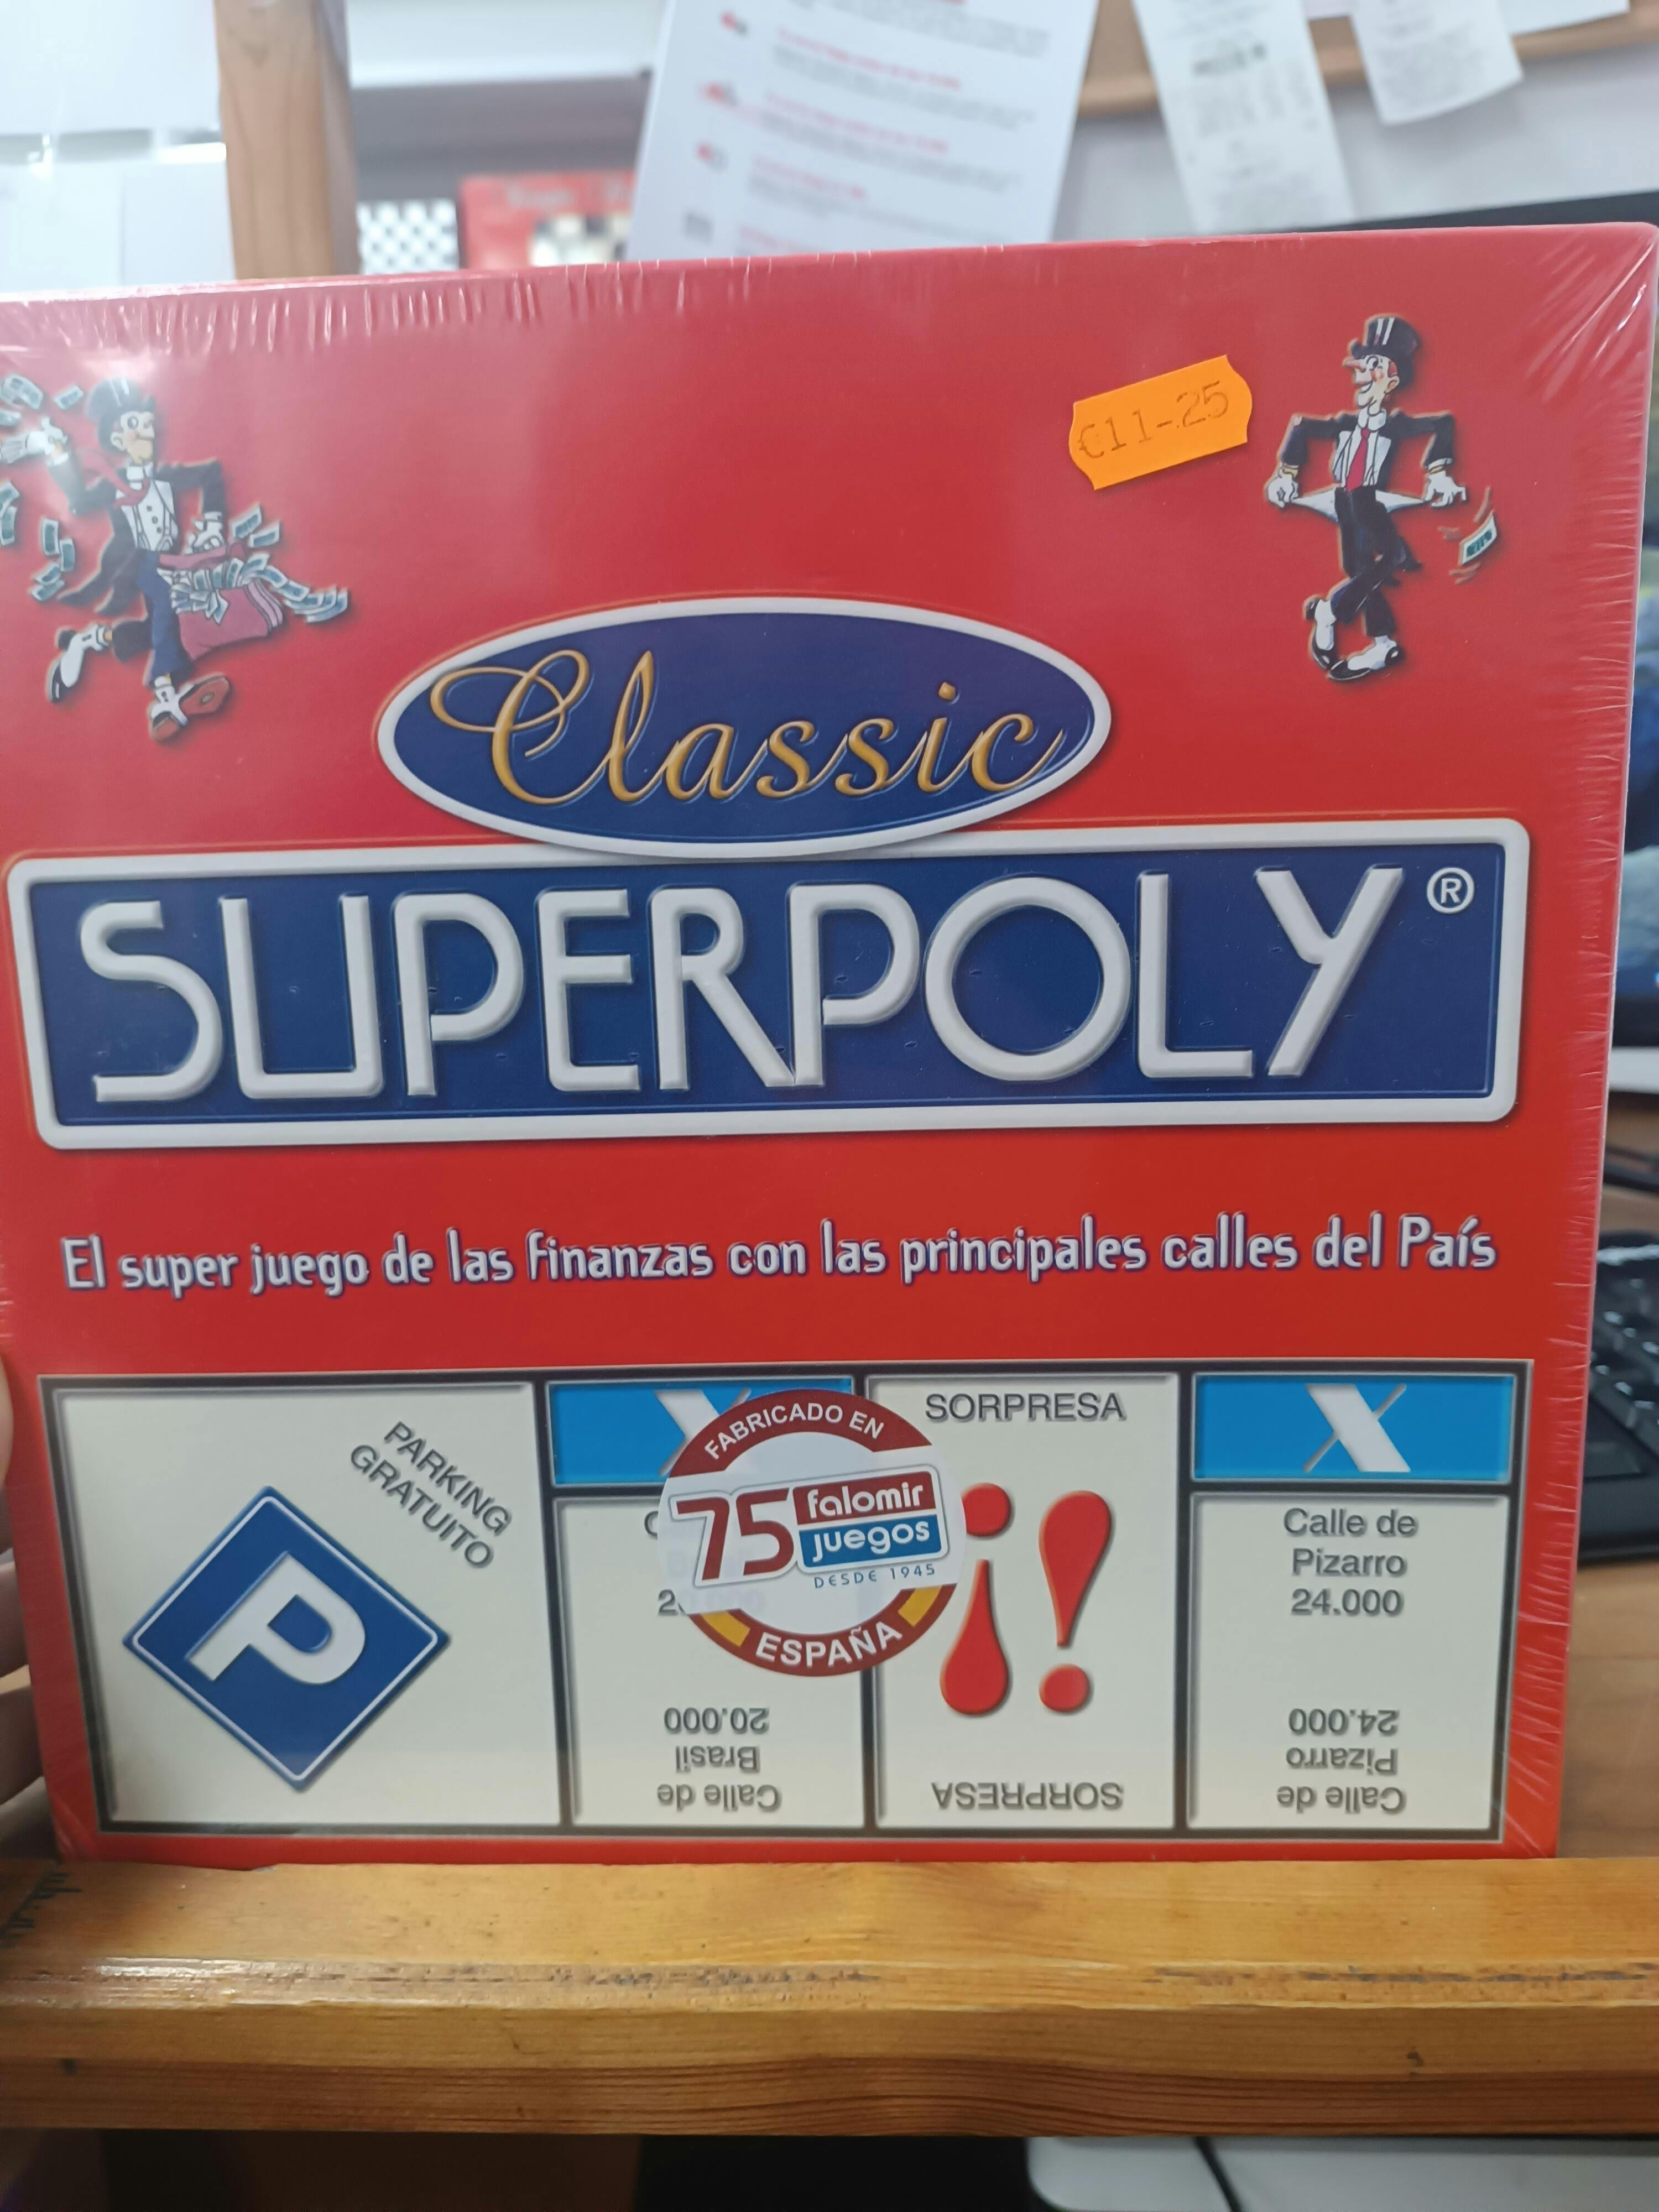 €11-25
Classic
SUPERPOLY®
El super juego de las finanzas con las principales calles del País
PARKING
GRATUITO
P
FABRICADO EN
75 falomir
juegos
DESDE 1945
ESPAÑA
Calle de
Brasil
20.000
SORPRESA
¡!
SORPRESA
Calle de
Pizarro
24.000
Calle de
Pizarro
24.000